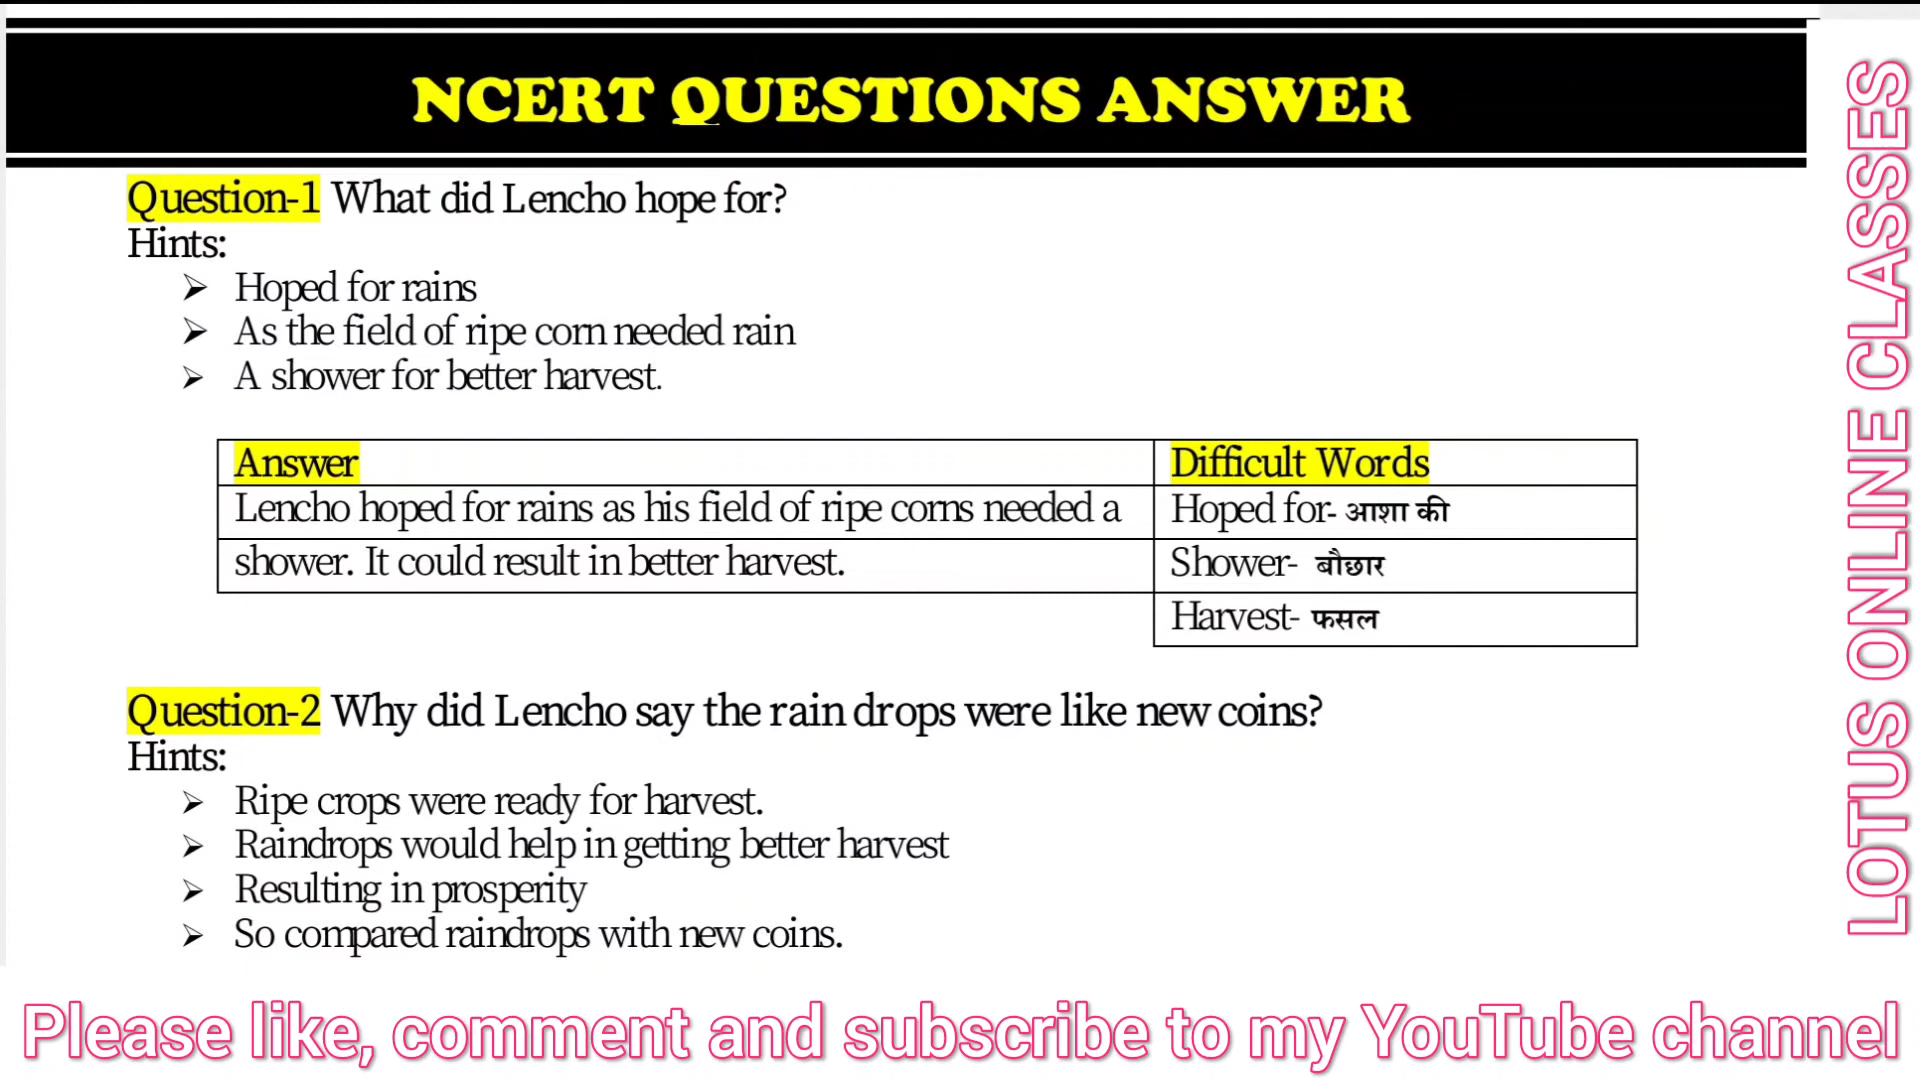 NCERT QUESTIONS ANSWER
Question-1 What did Lencho hope for?
Hints:
➢ Hoped for rains
➢ As the field of ripe corn needed rain
➢ A shower for better harvest.
Answer
Difficult Words
Lencho hoped for rains as his field of ripe corns needed a
Hoped for- आशा की
shower. It could result in better harvest.
Shower- बौछार
Harvest- फसल
Question-2 Why did Lencho say the rain drops were like new coins?
Hints:
➢ Ripe crops were ready for harvest.
➢ Raindrops would help in getting better harvest
➢ Resulting in prosperity
➢ So compared raindrops with new coins.
LOTUS ONLINE CLASSES
Please like, comment and subscribe to my YouTube channel